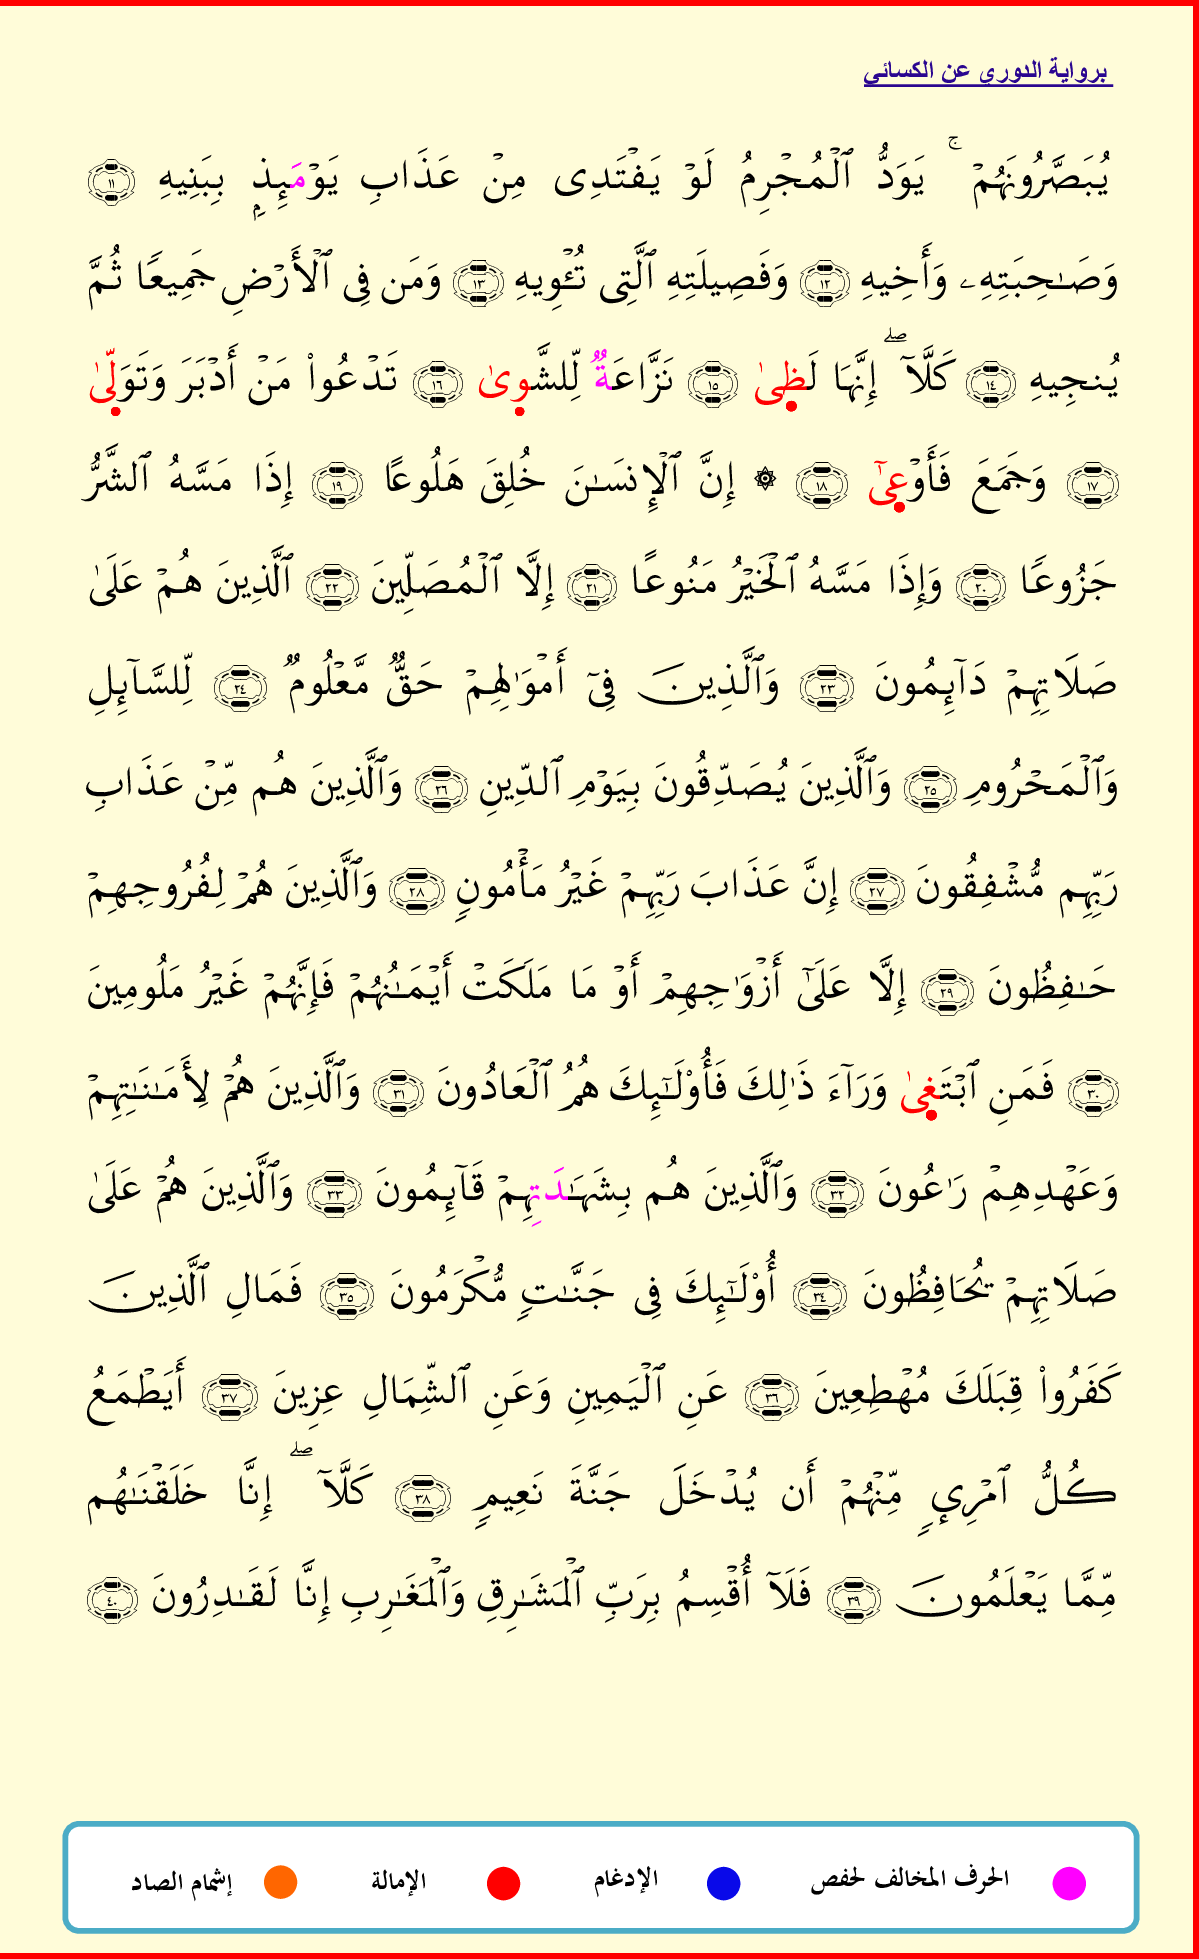 برواية الدوري عن الكسائي
يُبَصَّرُونَهُمْۚ يَوَدُّ ٱلْمُجْرِمُ لَوْ يَفْتَدِى مِنْ عَذَابِ يَوْمَئِذٍۭ بِبَنِيهِ ١١
وَصَـٰحِبَتِهِۦ وَأَخِيهِ ١٢ وَفَصِيلَتِهِ ٱلَّتِى تُـْٔوِيهِ ١٣ وَمَن فِى ٱلْأَرْضِ جَمِيعًا ثُمَّ
يُنجِيهِ ١٤ كَلَّآۖ إِنَّهَا لَظِىٰ ١٥ نَزَّاعَةٌ لِّلشَّوِىٰ ١٦ تَدْعُوا۟ مَنْ أَدْبَرَ وَتَوَلِّىٰ
١٧ وَجَمَعَ فَأَوْعِىٰٓ ١٨ ۞ إِنَّ ٱلْإِنسَـٰنَ خُلِقَ هَلُوعًا ١٩ إِذَا مَسَّهُ ٱلشَّرُّ
جَزُوعًا ٢٠ وَإِذَا مَسَّهُ ٱلْخَيْرُ مَنُوعًا ٢١ إِلَّا ٱلْمُصَلِّينَ ٢٢ ٱلَّذِينَ هُمْ عَلَىٰ
صَلَاتِهِمْ دَآئِمُونَ ٢٣ وَٱلَّذِينَ فِىٓ أَمْوَٰلِهِمْ حَقٌّ مَّعْلُومٌ ٢٤ لِّلسَّآئِلِ
وَٱلْمَحْرُومِ ٢٥ وَٱلَّذِينَ يُصَدِّقُونَ بِيَوْمِ ٱلدِّينِ ٢٦ وَٱلَّذِينَ هُم مِّنْ عَذَابِ
رَبِّهِم مُّشْفِقُونَ ٢٧ إِنَّ عَذَابَ رَبِّهِمْ غَيْرُ مَأْمُونٍ ٢٨ وَٱلَّذِينَ هُمْ لِفُرُوجِهِمْ
حَـٰفِظُونَ ٢٩ إِلَّا عَلَىٰٓ أَزْوَٰجِهِمْ أَوْ مَا مَلَكَتْ أَيْمَـٰنُهُمْ فَإِنَّهُمْ غَيْرُ مَلُومِينَ
٣٠ فَمَنِ ٱبْتَغِىٰ وَرَآءَ ذَٰلِكَ فَأُو۟لَـٰٓئِكَ هُمُ ٱلْعَادُونَ ٣١ وَٱلَّذِينَ هُمْ لِأَمَـٰنَـٰتِهِمْ
وَعَهْدِهِمْ رَٰعُونَ ٣٢ وَٱلَّذِينَ هُم بِشَهَـٰدَتِهِمْ قَآئِمُونَ ٣٣ وَٱلَّذِينَ هُمْ عَلَىٰ
صَلَاتِهِمْ يُحَافِظُونَ ٣٤ أُو۟لَـٰٓئِكَ فِى جَنَّـٰتٍ مُّكْرَمُونَ ٣٥ فَمَالِ ٱلَّذِينَ
كَفَرُوا۟ قِبَلَكَ مُهْطِعِينَ ٣٦ عَنِ ٱلْيَمِينِ وَعَنِ ٱلشِّمَالِ عِزِينَ ٣٧ أَيَطْمَعُ
كُلُّ ٱمْرِئٍ مِّنْهُمْ أَن يُدْخَلَ جَنَّةَ نَعِيمٍ ٣٨ كَلَّآۖ إِنَّا خَلَقْنَـٰهُم
مِّمَّا يَعْلَمُونَ ٣٩ فَلَآ أُقْسِمُ بِرَبِّ ٱلْمَشَـٰرِقِ وَٱلْمَغَـٰرِبِ إِنَّا لَقَـٰدِرُونَ ٤٠
الحرف المخالف لحفص الإدغام الإمالة إشمام الصاد